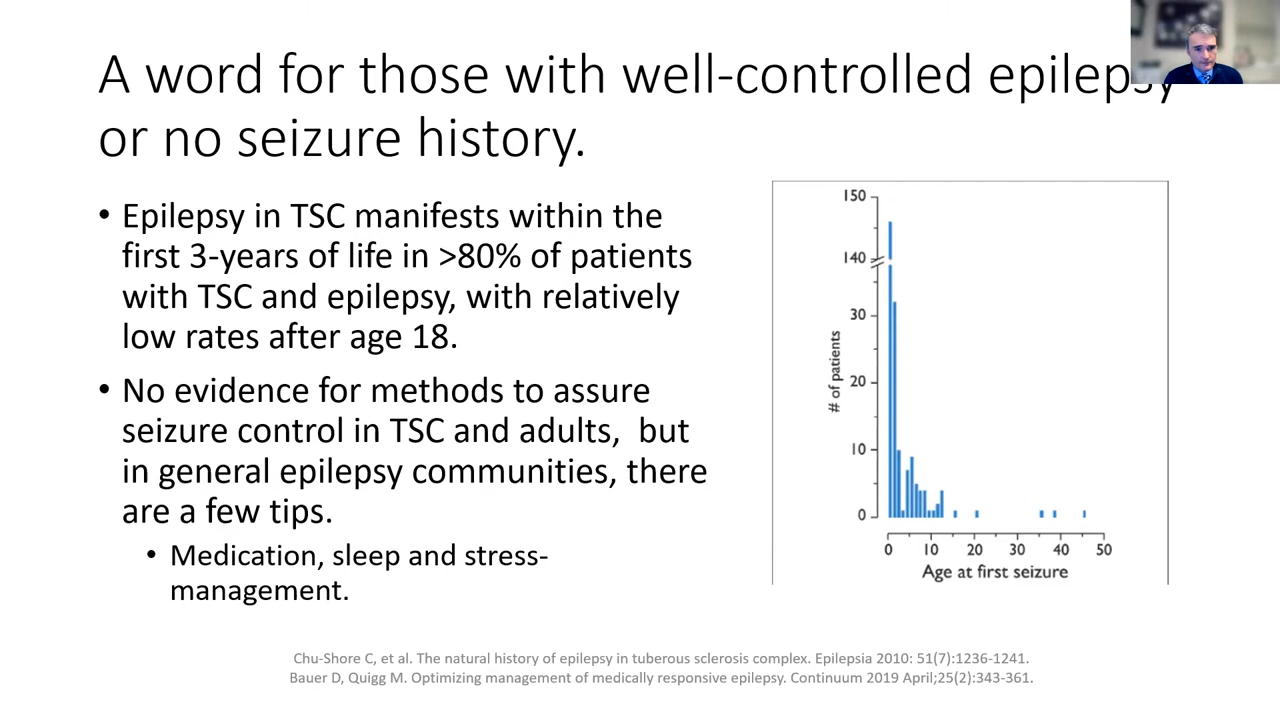 A word for those with well-controlled epilepsy
or no seizure history.
• Epilepsy in TSC manifests within the
first 3-years of life in >80% of patients
with TSC and epilepsy, with relatively
low rates after age 18.
• No evidence for methods to assure
seizure control in TSC and adults,  but
in general epilepsy communities, there
are a few tips.
• Medication, sleep and stress-
management.
150
140
30
20
10
0
# of patients
0 10 20 30 40 50
Age at first seizure
Chu-Shore C, et al. The natural history of epilepsy in tuberous sclerosis complex. Epilepsia 2010: 51(7):1236-1241.
Bauer D, Quigg M. Optimizing management of medically responsive epilepsy. Continuum 2019 April;25(2):343-361.